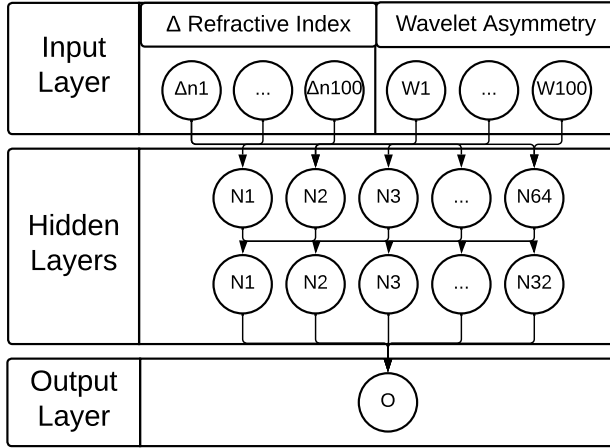 Input
Layer
Δ Refractive Index
Wavelet Asymmetry
Δn1
...
Δn100
W1
...
W100
Hidden
Layers
N1
N2
N3
...
N64
N1
N2
N3
...
N32
Output
Layer
O